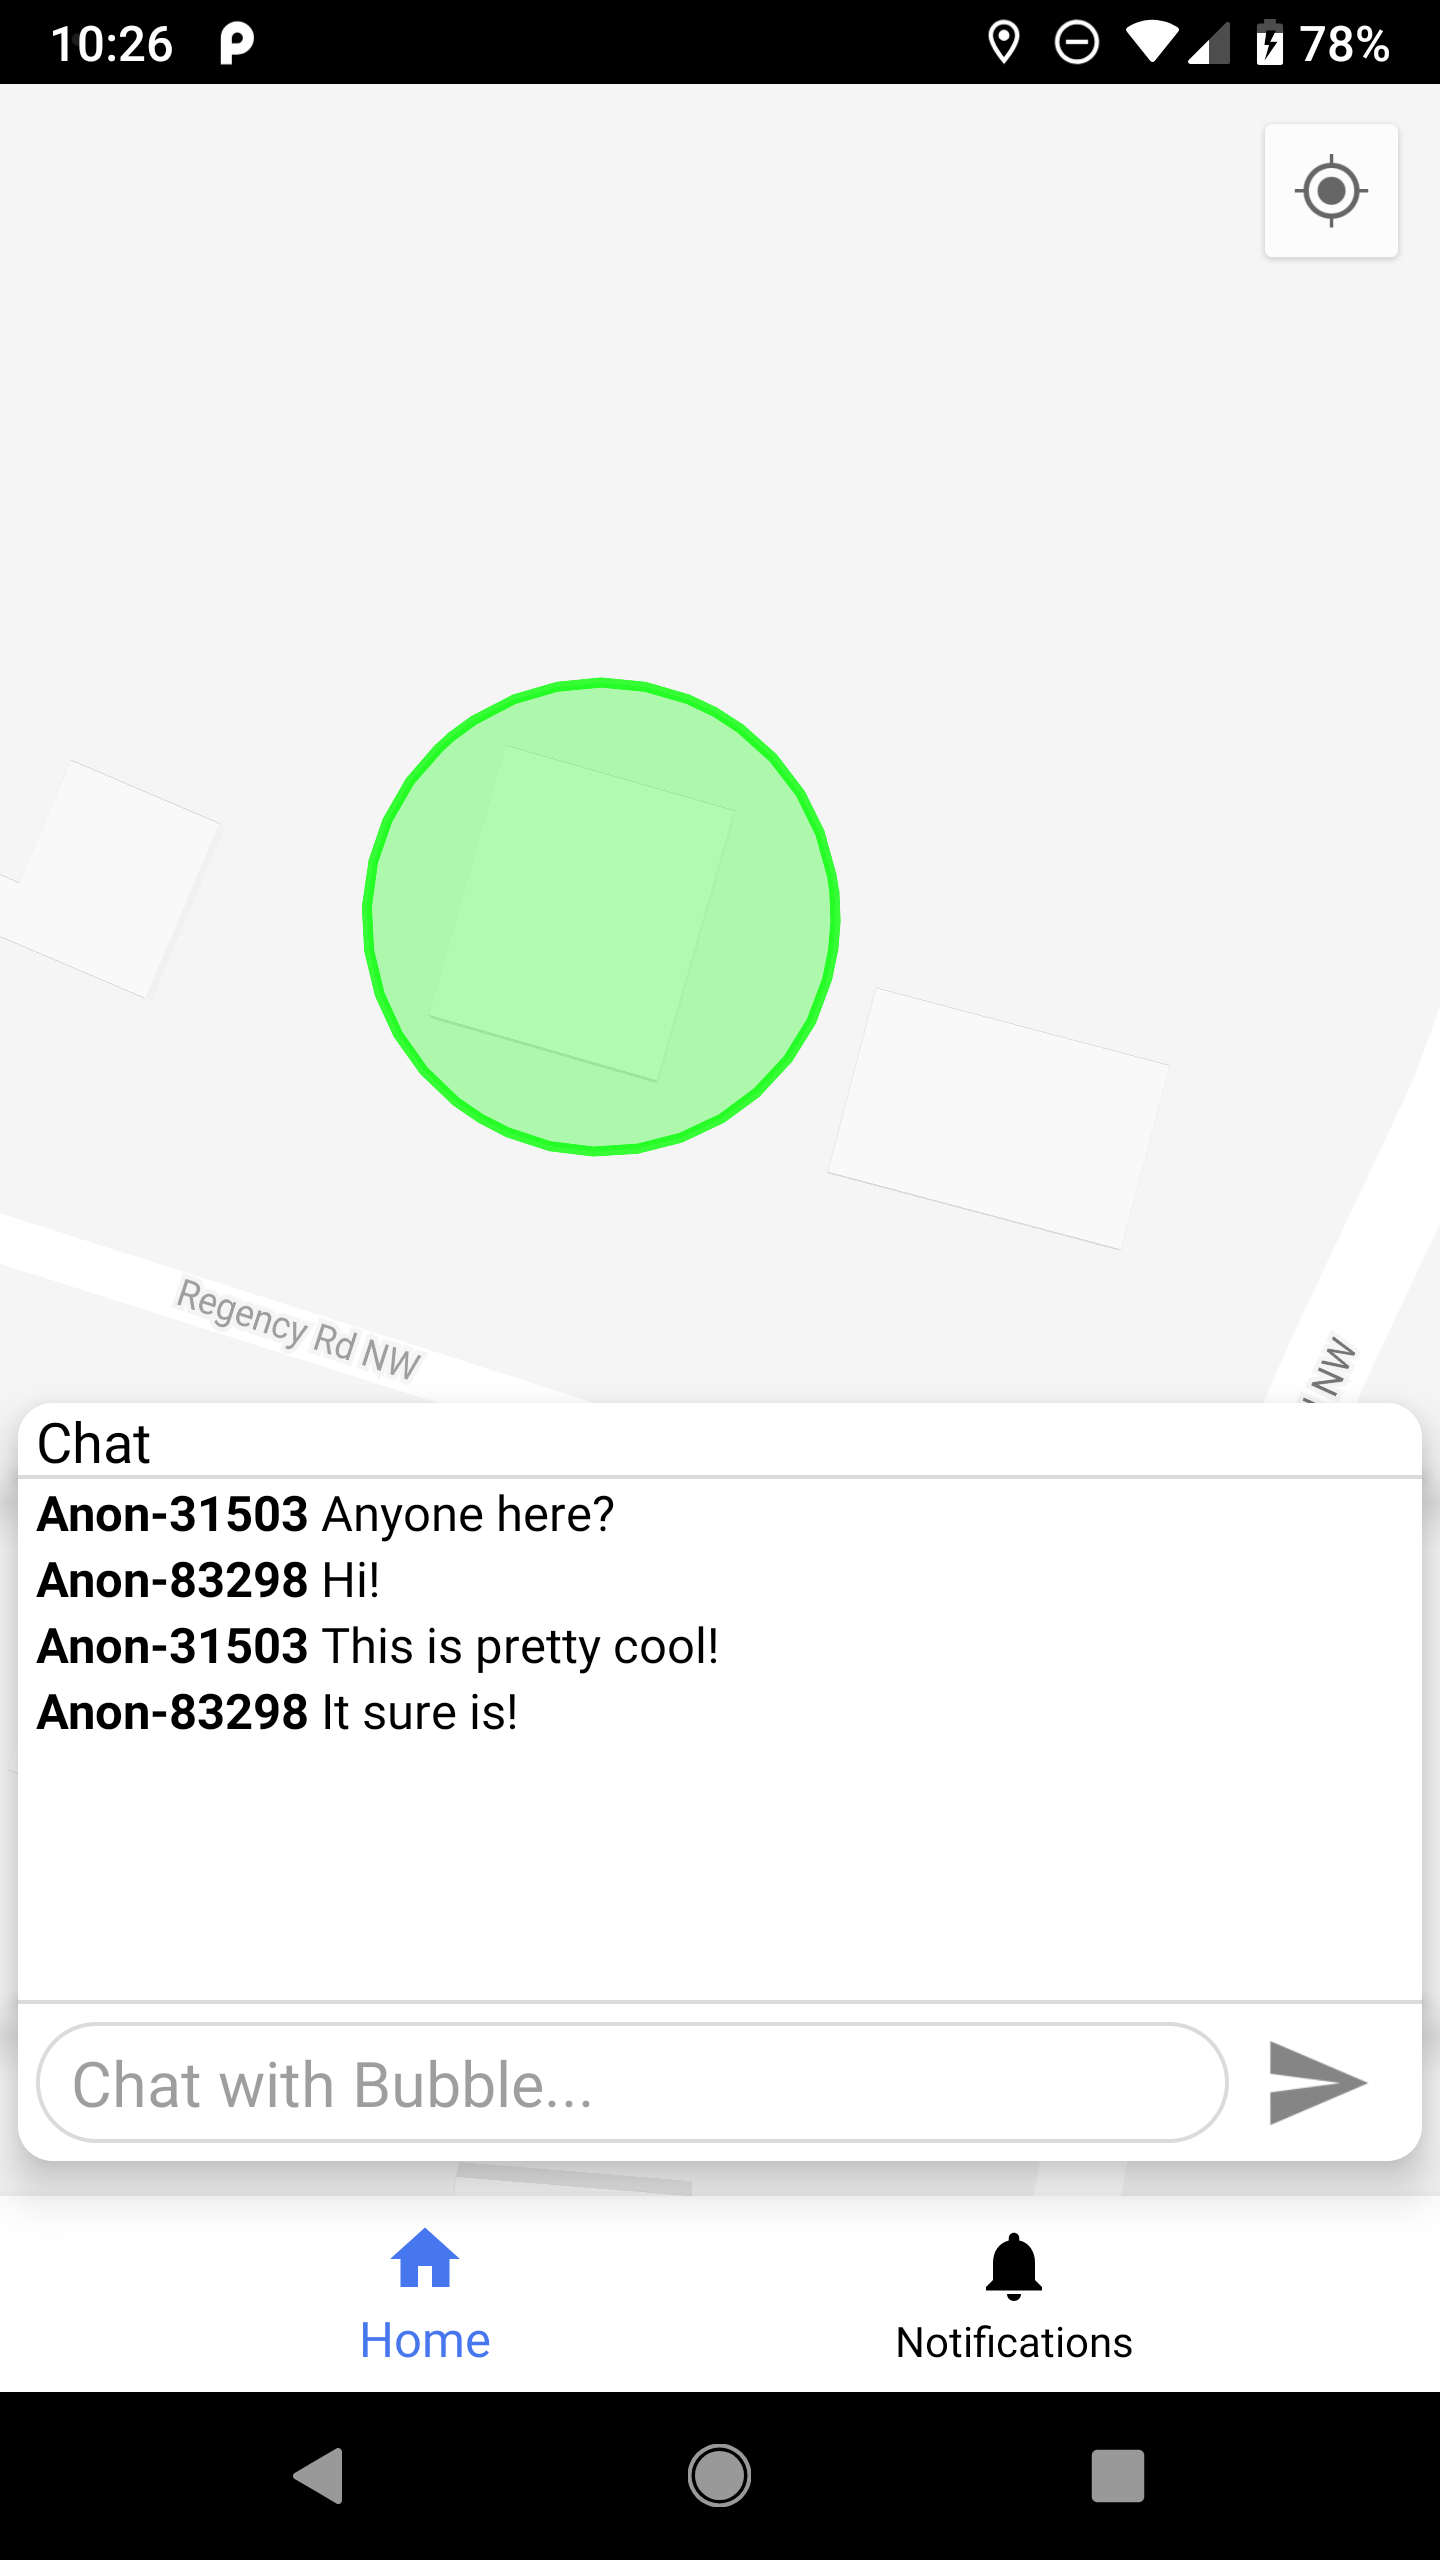 10:26
78%
Regency Rd NW
NW
Chat
Anon-31503 Anyone here?
Anon-83298 Hi!
Anon-31503 This is pretty cool!
Anon-83298 It sure is!
Chat with Bubble...
Home
Notifications